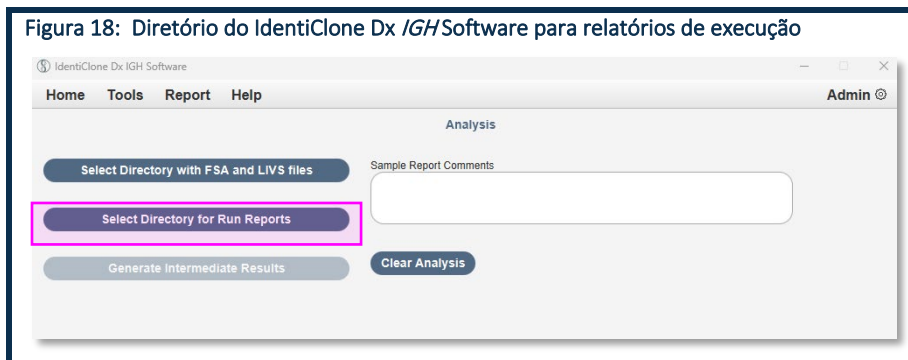 Figura 18: Diretório do IdentiClone Dx IGH Software para relatórios de execução
IdentiClone Dx IGH Software
Home Tools Report Help Admin
Analysis
Select Directory with FSA and LIVS files
Sample Report Comments
Select Directory for Run Reports
Generate Intermediate Results
Clear Analysis